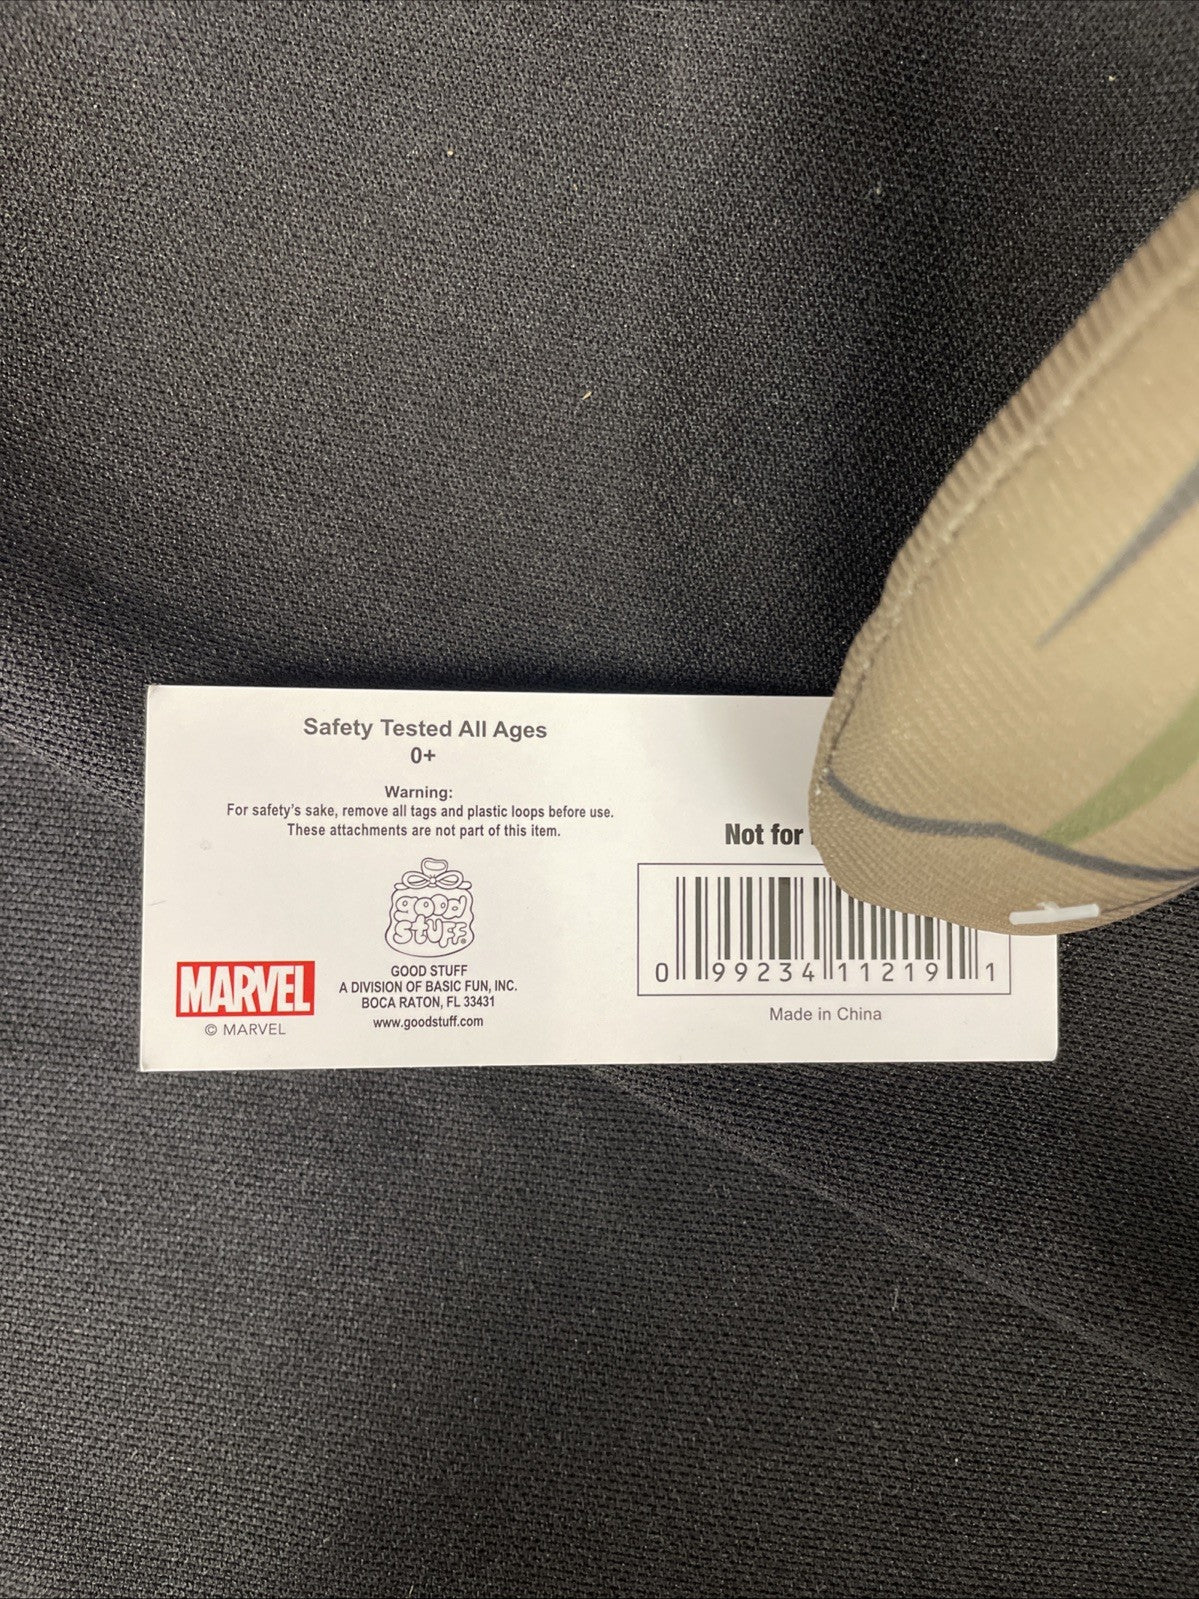 Safety Tested All Ages
0+
Warning:
For safety's sake, remove all tags and plastic loops before use.
These attachments are not part of this item.
good
stuff®
GOOD STUFF
A DIVISION OF BASIC FUN, INC.
BOCA RATON, FL 33431
www.goodstuff.com
MARVEL
© MARVEL
Not for
0 99234 11219 1
Made in China